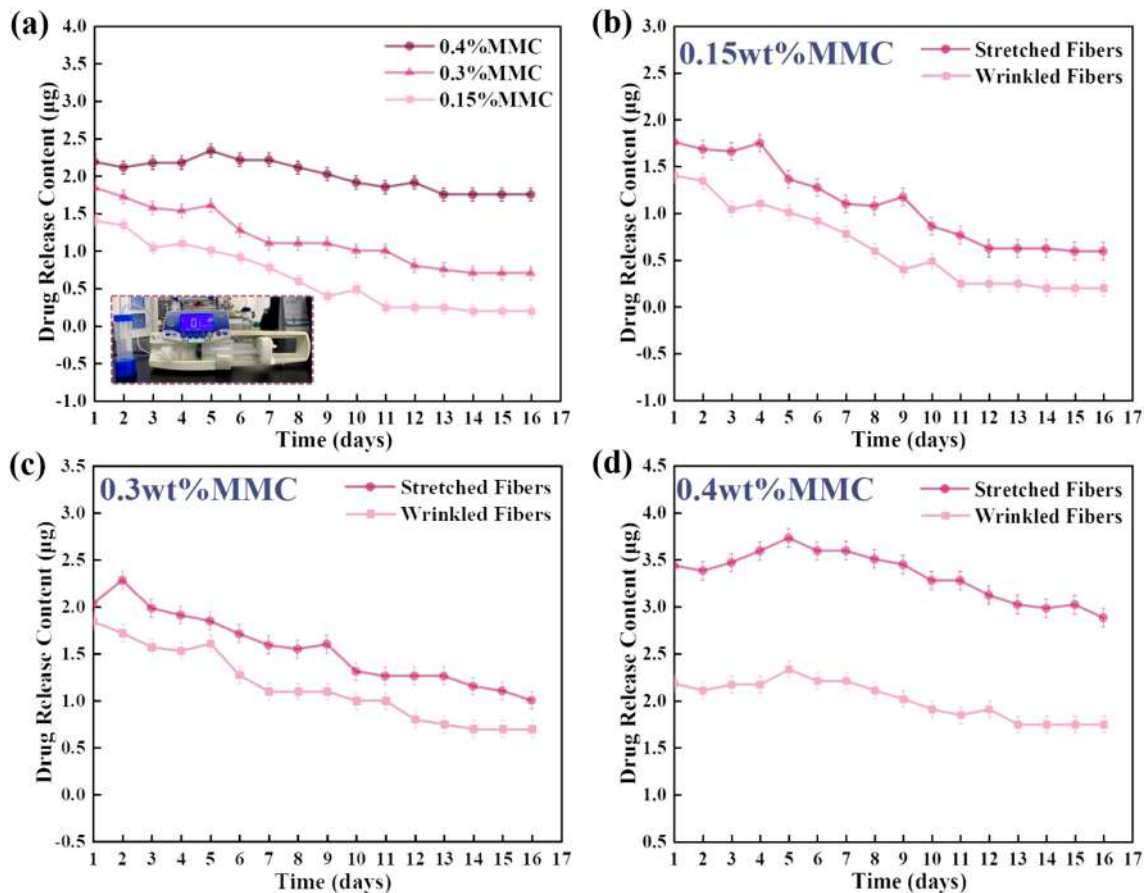 (a)
4.0
3.5
3.0
2.5
2.0
1.5
1.0
0.5
0.0
-0.5
-1.0
Drug Release Content (μg)
0.4%MMC
0.3%MMC
0.15%MMC
1 2 3 4 5 6 7 8 9 10 11 12 13 14 15 16 17
Time (days)
(b)
0.15wt%MMC
3.0
2.5
2.0
1.5
1.0
0.5
0.0
-0.5
-1.0
Drug Release Content (μg)
Stretched Fibers
Wrinkled Fibers
1 2 3 4 5 6 7 8 9 10 11 12 13 14 15 16 17
Time (days)
(c)
0.3wt%MMC
3.5
3.0
2.5
2.0
1.5
1.0
0.5
0.0
-0.5
Drug Release Content (μg)
Stretched Fibers
Wrinkled Fibers
1 2 3 4 5 6 7 8 9 10 11 12 13 14 15 16 17
Time (days)
(d)
0.4wt%MMC
4.5
4.0
3.5
3.0
2.5
2.0
1.5
1.0
0.5
Drug Release Content (μg)
Stretched Fibers
Wrinkled Fibers
1 2 3 4 5 6 7 8 9 10 11 12 13 14 15 16 17
Time (days)